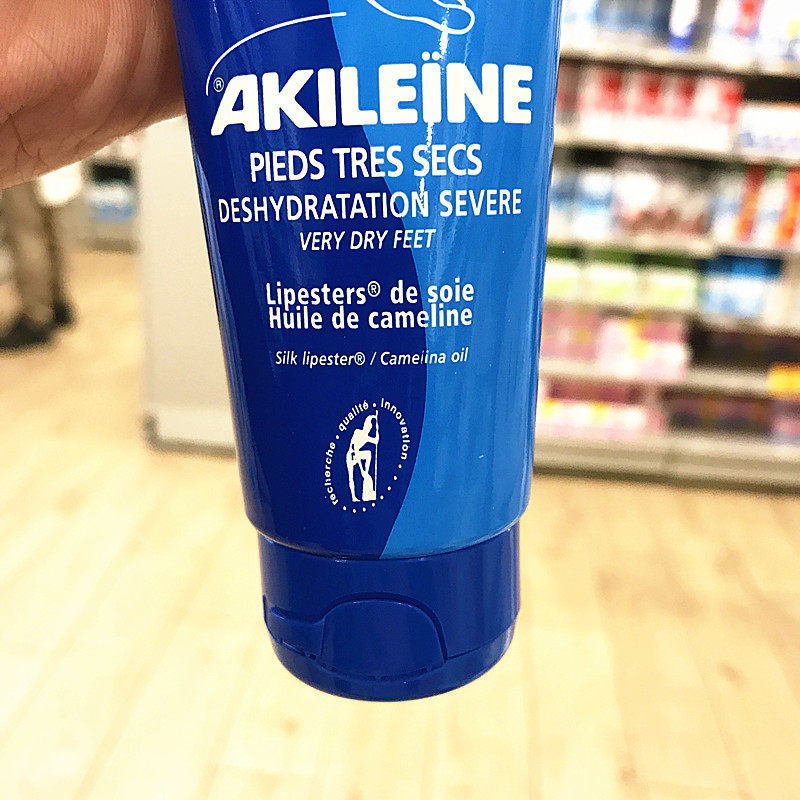 ® AKILEÏNE
PIEDS TRES SECS
DESHYDRATATION SEVERE
VERY DRY FEET
Lipesters® de soie
Huile de cameline
Silk lipester® / Camelina oil
recherche • qualité • innovation